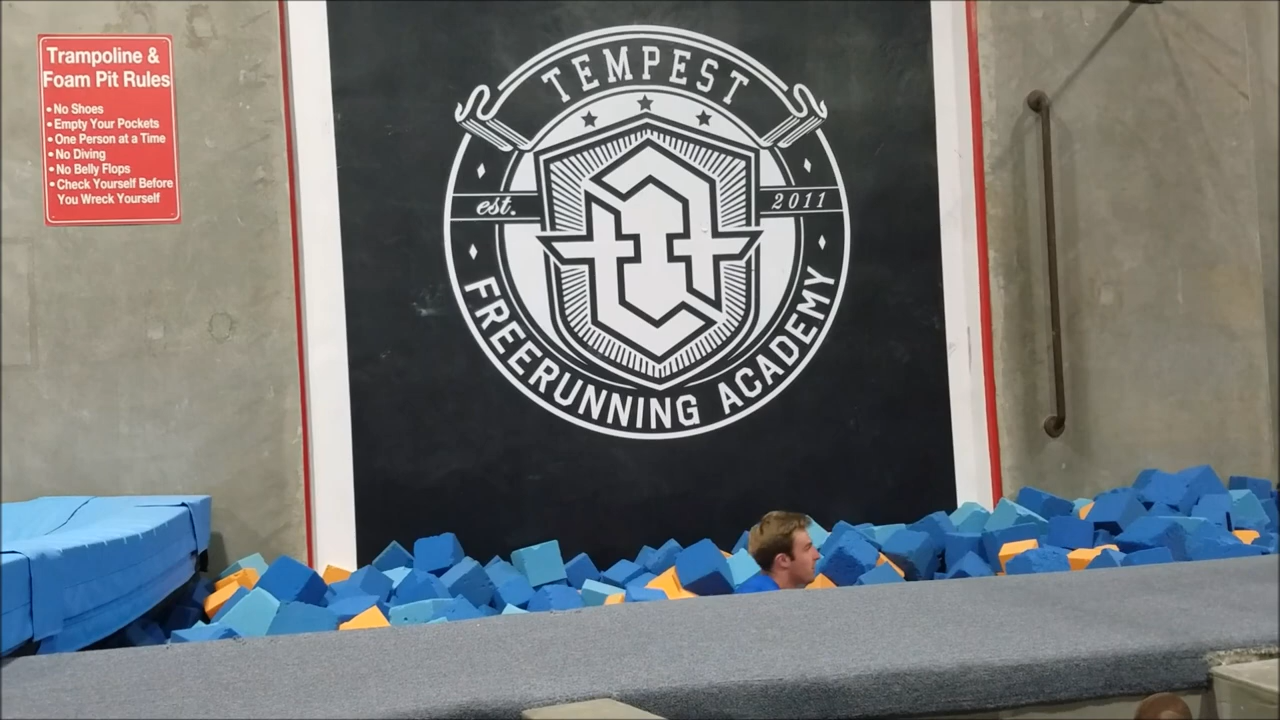 Trampoline &
Foam Pit Rules
• No Shoes
• Empty Your Pockets
• One Person at a Time
• No Diving
• No Belly Flops
• Check Yourself Before
You Wreck Yourself
TEMPEST
est. 2011
FREERUNNING ACADEMY